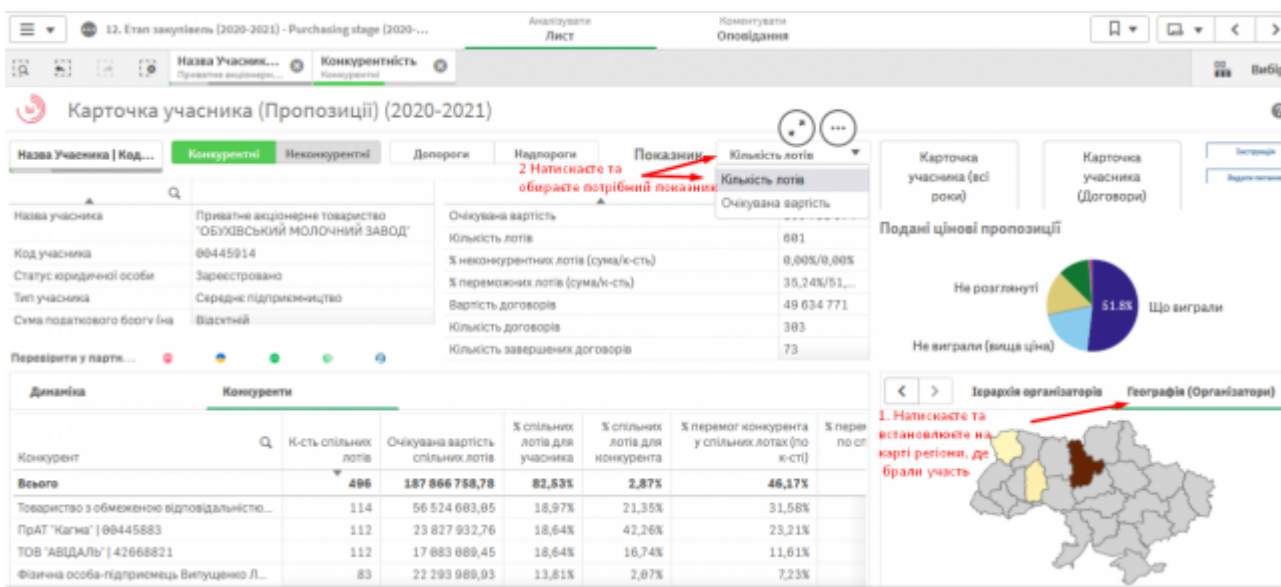 12. Етап закупівель (2020-2021) - Purchasing stage (2020-...
Аналізувати
Лист
Коментувати
Оповідання
Назва Учасник...
Приватне акціонерн...
Конкурентність
Конкурентні
Вибір
Карточка учасника (Пропозиції) (2020-2021)
Назва Учасника | Код...
Конкурентні
Неконкурентні
Допороги
Надпороги
Показник
Кількість лотів
Кількість лотів
Очікувана вартість
2 Натискаєте та
обираєте потрібний показник
Карточка
учасника (всі
роки)
Карточка
учасника
(Договори)
Інструкція
Задати питання
Назва учасника
Приватне акціонерне товариство
"ОБУХІВСЬКИЙ МОЛОЧНИЙ ЗАВОД"
Код учасника 00445914
Статус юридичної особи Зареєстровано
Тип учасника Середнє підприємництво
Сума податкового боргу (на Відсутній
Очікувана вартість
Кількість лотів 601
% неконкурентних лотів (сума/к-сть) 0,00%/0,00%
% переможних лотів (сума/к-сть) 35,24%/51,...
Вартість договорів 49 634 771
Кількість договорів 303
Кількість завершених договорів 73
Подані цінові пропозиції
Не розглянуті
51.8%
Що виграли
Не виграли (вища ціна)
Перевірити у партн...
Динаміка
Конкуренти
Конкурент
К-сть спільних
лотів
Очікувана вартість
спільних лотів
% спільних
лотів для
учасника
% спільних
лотів для
конкурента
% перемог конкурента
у спільних лотах (по
к-сті)
% перем
по сп
Всього 496 187 866 758,78 82,53% 2,87% 46,17%
Товариство з обмеженою відповідальністю... 114 56 524 603,05 18,97% 21,35% 31,58%
ПрАТ "Кагма" | 00445883 112 23 827 932,76 18,64% 42,26% 23,21%
ТОВ "АВІДАЛЬ" | 42668821 112 17 083 089,45 18,64% 16,74% 11,61%
Фізична особа-підприємець Випущенко Л... 83 22 293 989,93 13,81% 2,07% 7,23%
Ієрархія організаторів
Географія (Організатори)
1. Натискаєте та
встановлюєте на
карті регіони, де
брали участь